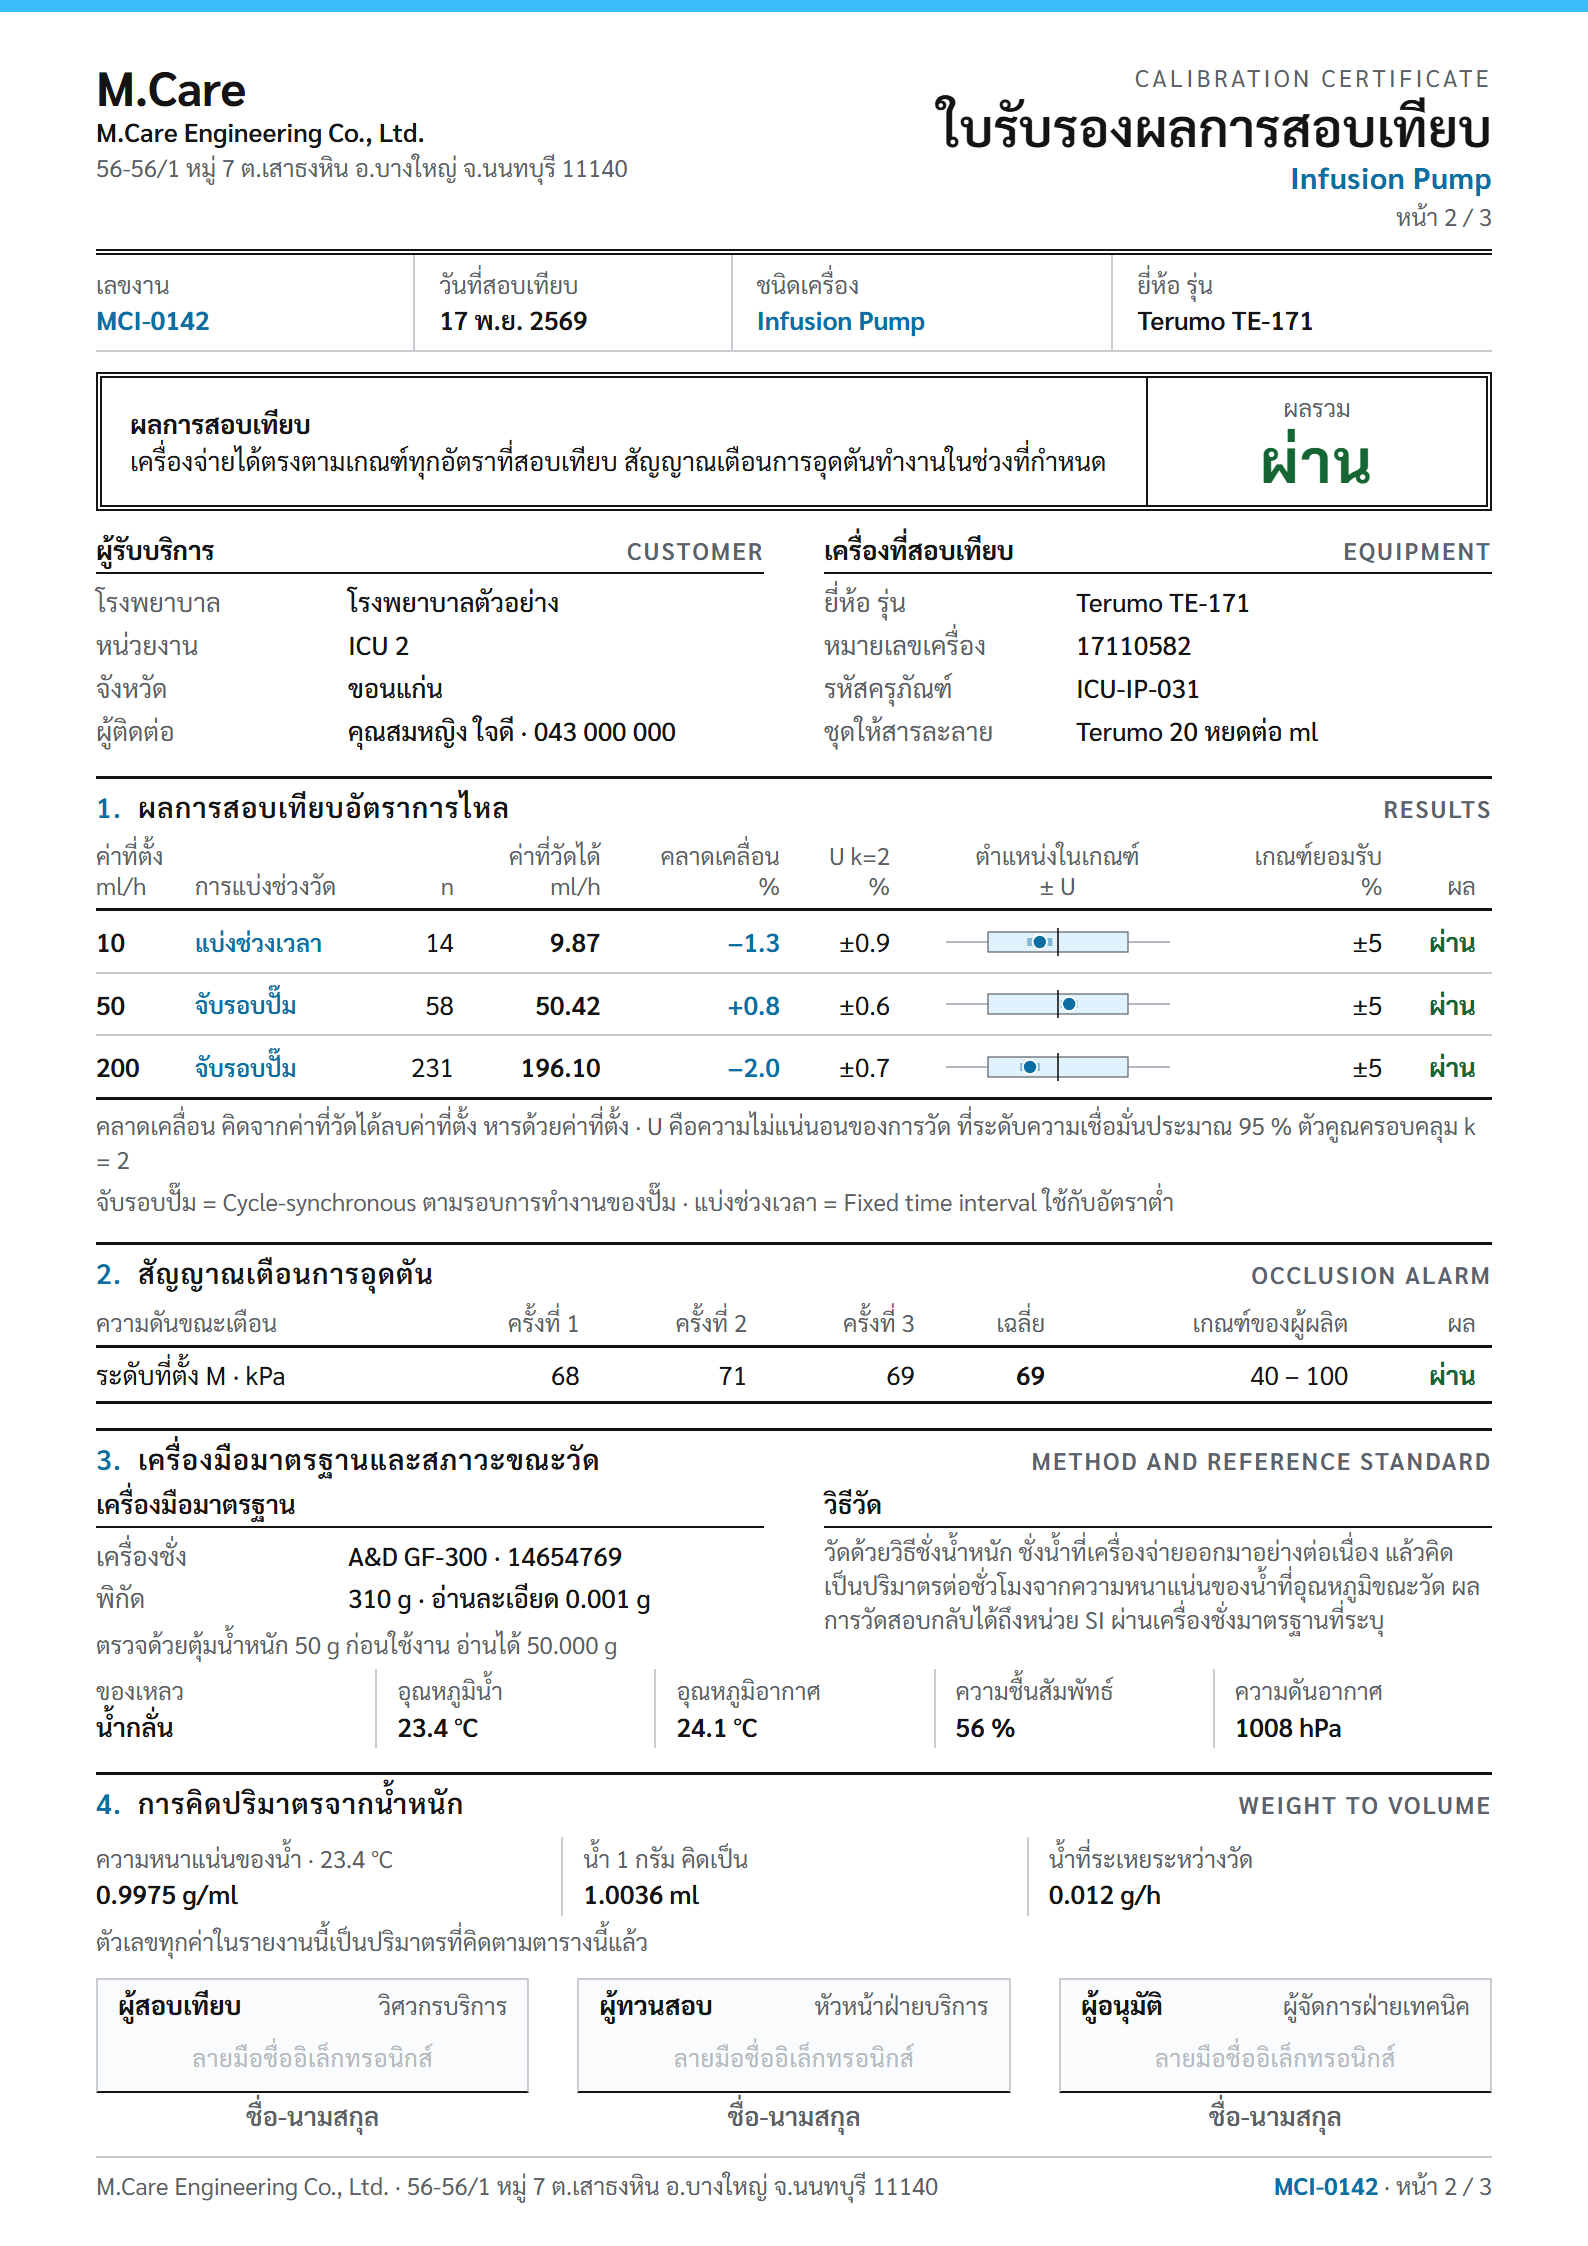 M.Care
M.Care Engineering Co., Ltd.
56-56/1 หมู่ 7 ต.เสาธงหิน อ.บางใหญ่ จ.นนทบุรี 11140
CALIBRATION CERTIFICATE
ใบรับรองผลการสอบเทียบ
Infusion Pump
หน้า 2 / 3
เลขงาน วันที่สอบเทียบ ชนิดเครื่อง ยี่ห้อ รุ่น
MCI-0142 17 พ.ย. 2569 Infusion Pump Terumo TE-171
ผลการสอบเทียบ
เครื่องจ่ายได้ตรงตามเกณฑ์ทุกอัตราที่สอบเทียบ สัญญาณเตือนการอุดตันทำงานในช่วงที่กำหนด
ผลรวม
ผ่าน
ผู้รับบริการ CUSTOMER
โรงพยาบาล โรงพยาบาลตัวอย่าง
หน่วยงาน ICU 2
จังหวัด ขอนแก่น
ผู้ติดต่อ คุณสมหญิง ใจดี · 043 000 000
เครื่องที่สอบเทียบ EQUIPMENT
ยี่ห้อ รุ่น Terumo TE-171
หมายเลขเครื่อง 17110582
รหัสครุภัณฑ์ ICU-IP-031
ชุดให้สารละลาย Terumo 20 หยดต่อ ml
1. ผลการสอบเทียบอัตราการไหล RESULTS
ค่าที่ตั้ง ค่าที่วัดได้ คลาดเคลื่อน U k=2 ตำแหน่งในเกณฑ์ เกณฑ์ยอมรับ
ml/h การแบ่งช่วงวัด n ml/h % % ± U % ผล
10 แบ่งช่วงเวลา 14 9.87 −1.3 ±0.9 ±5 ผ่าน
50 จับรอบปั๊ม 58 50.42 +0.8 ±0.6 ±5 ผ่าน
200 จับรอบปั๊ม 231 196.10 −2.0 ±0.7 ±5 ผ่าน
คลาดเคลื่อน คิดจากค่าที่วัดได้ลบค่าที่ตั้ง หารด้วยค่าที่ตั้ง · U คือความไม่แน่นอนของการวัด ที่ระดับความเชื่อมั่นประมาณ 95 % ตัวคูณครอบคลุม k
= 2
จับรอบปั๊ม = Cycle-synchronous ตามรอบการทำงานของปั๊ม · แบ่งช่วงเวลา = Fixed time interval ใช้กับอัตราต่ำ
2. สัญญาณเตือนการอุดตัน OCCLUSION ALARM
ความดันขณะเตือน ครั้งที่ 1 ครั้งที่ 2 ครั้งที่ 3 เฉลี่ย เกณฑ์ของผู้ผลิต ผล
ระดับที่ตั้ง M · kPa 68 71 69 69 40 – 100 ผ่าน
3. เครื่องมือมาตรฐานและสภาวะขณะวัด METHOD AND REFERENCE STANDARD
เครื่องมือมาตรฐาน
เครื่องชั่ง A&D GF-300 · 14654769
พิกัด 310 g · อ่านละเอียด 0.001 g
ตรวจด้วยตุ้มน้ำหนัก 50 g ก่อนใช้งาน อ่านได้ 50.000 g
วิธีวัด
วัดด้วยวิธีชั่งน้ำหนัก ชั่งน้ำที่เครื่องจ่ายออกมาอย่างต่อเนื่อง แล้วคิด
เป็นปริมาตรต่อชั่วโมงจากความหนาแน่นของน้ำที่อุณหภูมิขณะวัด ผล
การวัดสอบกลับได้ถึงหน่วย SI ผ่านเครื่องชั่งมาตรฐานที่ระบุ
ของเหลว อุณหภูมิน้ำ อุณหภูมิอากาศ ความชื้นสัมพัทธ์ ความดันอากาศ
น้ำกลั่น 23.4 °C 24.1 °C 56 % 1008 hPa
4. การคิดปริมาตรจากน้ำหนัก WEIGHT TO VOLUME
ความหนาแน่นของน้ำ · 23.4 °C น้ำ 1 กรัม คิดเป็น น้ำที่ระเหยระหว่างวัด
0.9975 g/ml 1.0036 ml 0.012 g/h
ตัวเลขทุกค่าในรายงานนี้เป็นปริมาตรที่คิดตามตารางนี้แล้ว
ผู้สอบเทียบ วิศวกรบริการ ผู้ทวนสอบ หัวหน้าฝ่ายบริการ ผู้อนุมัติ ผู้จัดการฝ่ายเทคนิค
ลายมือชื่ออิเล็กทรอนิกส์ ลายมือชื่ออิเล็กทรอนิกส์ ลายมือชื่ออิเล็กทรอนิกส์
ชื่อ-นามสกุล ชื่อ-นามสกุล ชื่อ-นามสกุล
M.Care Engineering Co., Ltd. · 56-56/1 หมู่ 7 ต.เสาธงหิน อ.บางใหญ่ จ.นนทบุรี 11140 MCI-0142 · หน้า 2 / 3